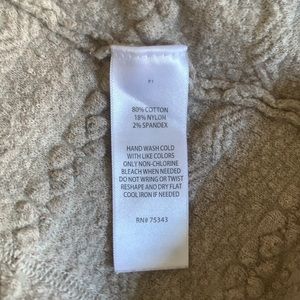 80% COTTON
18% NYLON
2% SPANDEX
HAND WASH COLD
WITH LIKE COLORS
ONLY NON-CHLORINE
BLEACH WHEN NEEDED
DO NOT WRING OR TWIST
RESHAPE AND DRY FLAT
COOL IRON IF NEEDED
RN# 75343